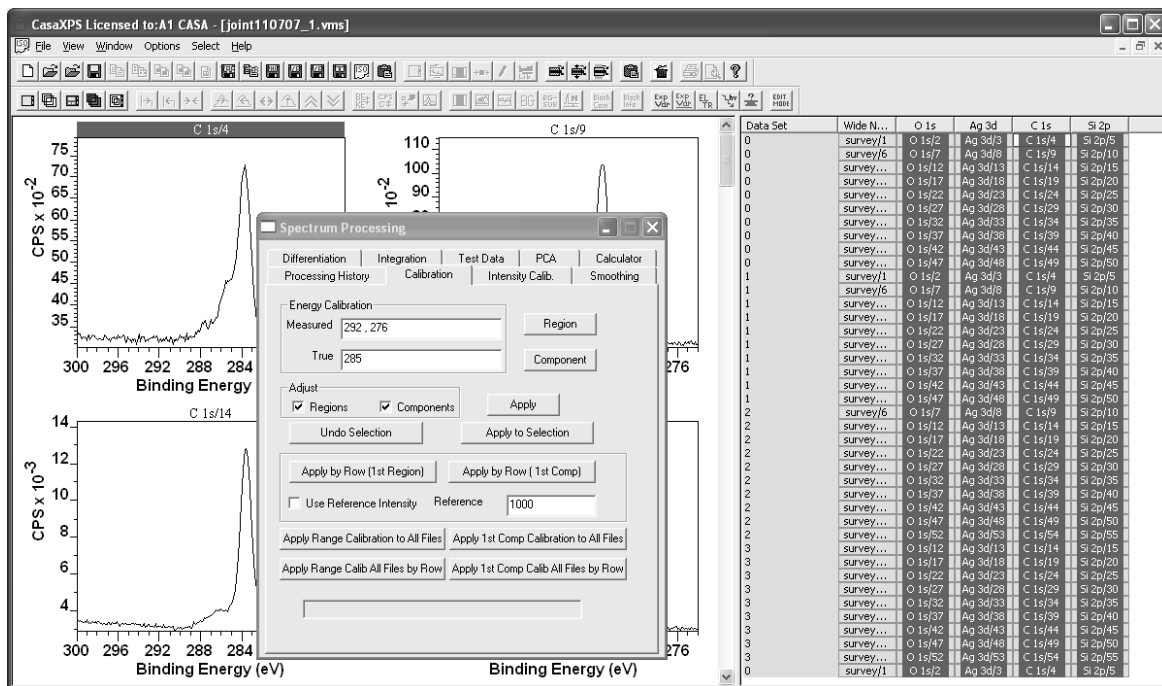 CasaXPS Licensed to:A1 CASA - [joint110707_1.vms]
File View Window Options Select Help
C 1s/4
CPS x 10-2
75
70
65
60
55
50
45
40
35
300 296 292 288 284
Binding Energy
C 1s/9
10-2
110
100
90
276
C 1s/14
CPS x 10-3
14
12
10
8
6
4
300 296 292 288 284
Binding Energy (eV)
276
Binding Energy (eV)
Spectrum Processing
Differentiation Integration Test Data PCA Calculator
Processing History Calibration Intensity Calib. Smoothing
Energy Calibration
Measured 292 , 276 Region
True 285 Component
Adjust
Regions Components Apply
Undo Selection Apply to Selection
Apply by Row (1st Region) Apply by Row ( 1st Comp)
Use Reference Intensity Reference 1000
Apply Range Calibration to All Files Apply 1st Comp Calibration to All Files
Apply Range Calib All Files by Row Apply 1st Comp Calib All Files by Row
Data Set Wide N... O 1s Ag 3d C 1s Si 2p
0 survey/1 O 1s/2 Ag 3d/3 C 1s/4 Si 2p/5
0 survey/6 O 1s/7 Ag 3d/8 C 1s/9 Si 2p/10
0 survey... O 1s/12 Ag 3d/13 C 1s/14 Si 2p/15
0 survey... O 1s/17 Ag 3d/18 C 1s/19 Si 2p/20
0 survey... O 1s/22 Ag 3d/23 C 1s/24 Si 2p/25
0 survey... O 1s/27 Ag 3d/28 C 1s/29 Si 2p/30
0 survey... O 1s/32 Ag 3d/33 C 1s/34 Si 2p/35
0 survey... O 1s/37 Ag 3d/38 C 1s/39 Si 2p/40
0 survey... O 1s/42 Ag 3d/43 C 1s/44 Si 2p/45
0 survey... O 1s/47 Ag 3d/48 C 1s/49 Si 2p/50
1 survey/1 O 1s/2 Ag 3d/3 C 1s/4 Si 2p/5
1 survey/6 O 1s/7 Ag 3d/8 C 1s/9 Si 2p/10
1 survey... O 1s/12 Ag 3d/13 C 1s/14 Si 2p/15
1 survey... O 1s/17 Ag 3d/18 C 1s/19 Si 2p/20
1 survey... O 1s/22 Ag 3d/23 C 1s/24 Si 2p/25
1 survey... O 1s/27 Ag 3d/28 C 1s/29 Si 2p/30
1 survey... O 1s/32 Ag 3d/33 C 1s/34 Si 2p/35
1 survey... O 1s/37 Ag 3d/38 C 1s/39 Si 2p/40
1 survey... O 1s/42 Ag 3d/43 C 1s/44 Si 2p/45
1 survey... O 1s/47 Ag 3d/48 C 1s/49 Si 2p/50
2 survey/6 O 1s/7 Ag 3d/8 C 1s/9 Si 2p/10
2 survey... O 1s/12 Ag 3d/13 C 1s/14 Si 2p/15
2 survey... O 1s/17 Ag 3d/18 C 1s/19 Si 2p/20
2 survey... O 1s/22 Ag 3d/23 C 1s/24 Si 2p/25
2 survey... O 1s/27 Ag 3d/28 C 1s/29 Si 2p/30
2 survey... O 1s/32 Ag 3d/33 C 1s/34 Si 2p/35
2 survey... O 1s/37 Ag 3d/38 C 1s/39 Si 2p/40
2 survey... O 1s/42 Ag 3d/43 C 1s/44 Si 2p/45
2 survey... O 1s/47 Ag 3d/48 C 1s/49 Si 2p/50
2 survey... O 1s/52 Ag 3d/53 C 1s/54 Si 2p/55
3 survey... O 1s/12 Ag 3d/13 C 1s/14 Si 2p/15
3 survey... O 1s/17 Ag 3d/18 C 1s/19 Si 2p/20
3 survey... O 1s/22 Ag 3d/23 C 1s/24 Si 2p/25
3 survey... O 1s/27 Ag 3d/28 C 1s/29 Si 2p/30
3 survey... O 1s/32 Ag 3d/33 C 1s/34 Si 2p/35
3 survey... O 1s/37 Ag 3d/38 C 1s/39 Si 2p/40
3 survey... O 1s/42 Ag 3d/43 C 1s/44 Si 2p/45
3 survey... O 1s/47 Ag 3d/48 C 1s/49 Si 2p/50
3 survey... O 1s/52 Ag 3d/53 C 1s/54 Si 2p/55
0 survey/1 O 1s/2 Ag 3d/3 C 1s/4 Si 2p/5